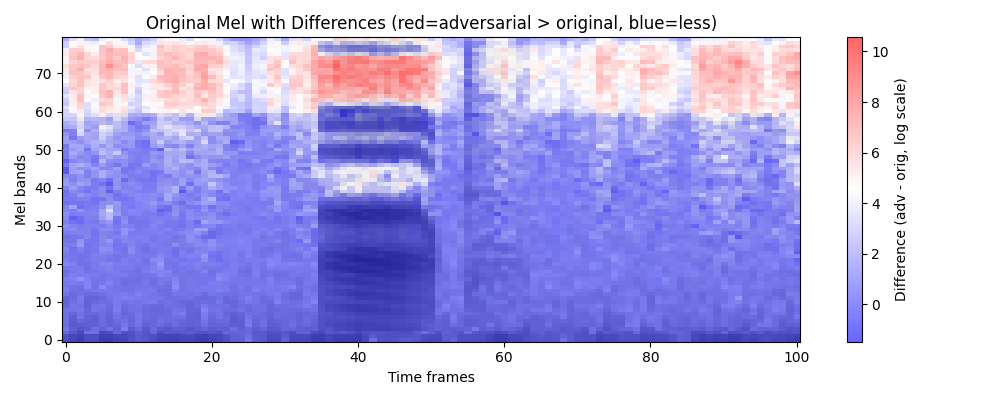 Original Mel with Differences (red=adversarial > original, blue=less)
Mel bands
70
60
50
40
30
20
10
0
0 20 40 60 80 100
Time frames
10
8
6
4
2
0
Difference (adv - orig, log scale)